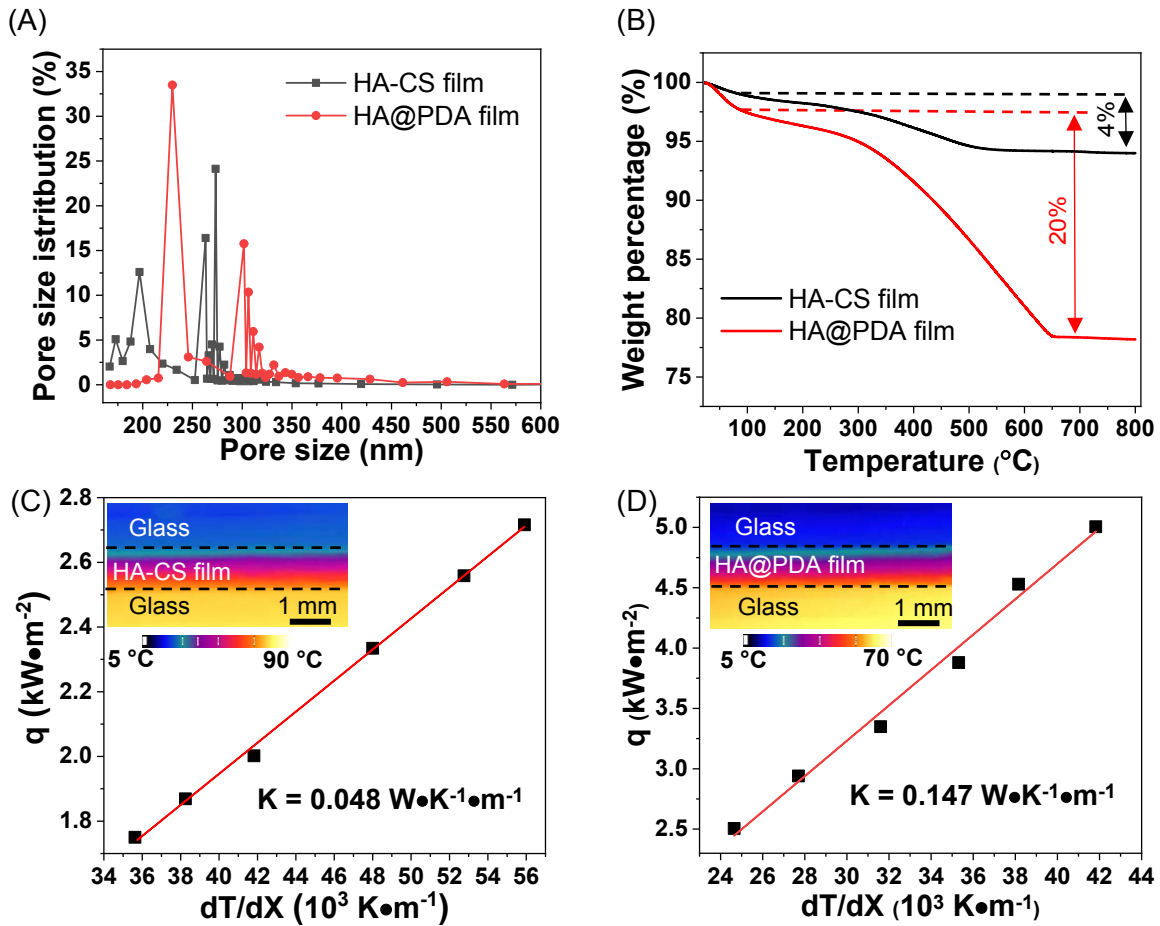 (A)
Pore size istritbution (%)
35
30
25
20
15
10
5
0
HA-CS film
HA@PDA film
200 250 300 350 400 450 500 550 600
Pore size (nm)
(B)
Weight percentage (%)
100
95
90
85
80
75
4%
20%
HA-CS film
HA@PDA film
100 200 300 400 500 600 700 800
Temperature (°C)
(C)
q (kW●m⁻²)
2.8
2.6
2.4
2.2
2.0
1.8
Glass
HA-CS film
Glass
1 mm
5 °C
90 °C
K = 0.048 W●K⁻¹●m⁻¹
34 36 38 40 42 44 46 48 50 52 54 56
dT/dX (10³ K●m⁻¹)
(D)
q (kW●m⁻²)
5.0
4.5
4.0
3.5
3.0
2.5
Glass
HA@PDA film
Glass
1 mm
5 °C
70 °C
K = 0.147 W●K⁻¹●m⁻¹
24 26 28 30 32 34 36 38 40 42 44
dT/dX (10³ K●m⁻¹)